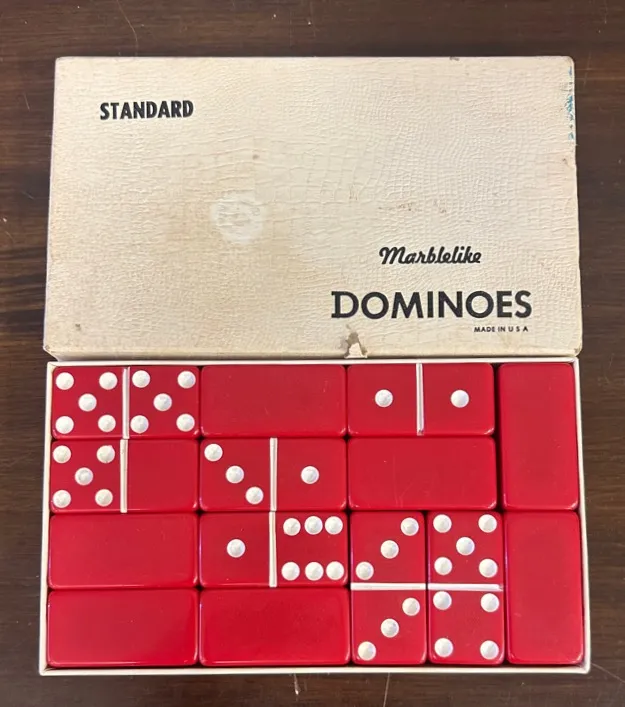 STANDARD
Marblelike
DOMINOES
MADE IN U S A